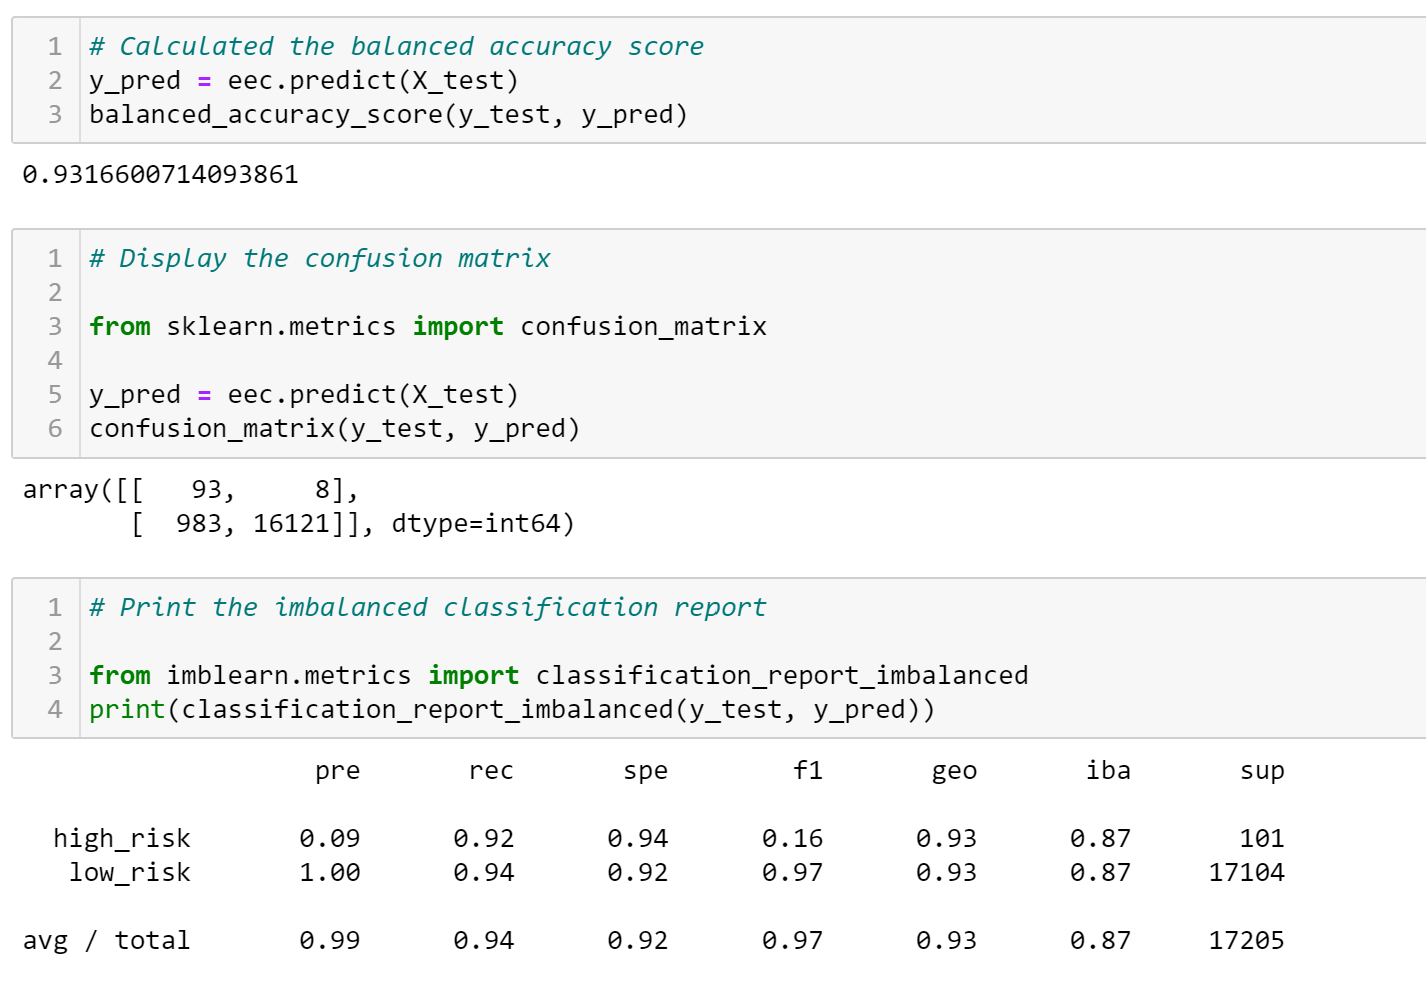 1 # Calculated the balanced accuracy score
2 y_pred = eec.predict(X_test)
3 balanced_accuracy_score(y_test, y_pred)
0.9316600714093861
1 # Display the confusion matrix
2
3 from sklearn.metrics import confusion_matrix
4
5 y_pred = eec.predict(X_test)
6 confusion_matrix(y_test, y_pred)
array([[   93,     8],
       [  983, 16121]], dtype=int64)
1 # Print the imbalanced classification report
2
3 from imblearn.metrics import classification_report_imbalanced
4 print(classification_report_imbalanced(y_test, y_pred))
pre rec spe f1 geo iba sup
high_risk 0.09 0.92 0.94 0.16 0.93 0.87 101
low_risk 1.00 0.94 0.92 0.97 0.93 0.87 17104
avg / total 0.99 0.94 0.92 0.97 0.93 0.87 17205